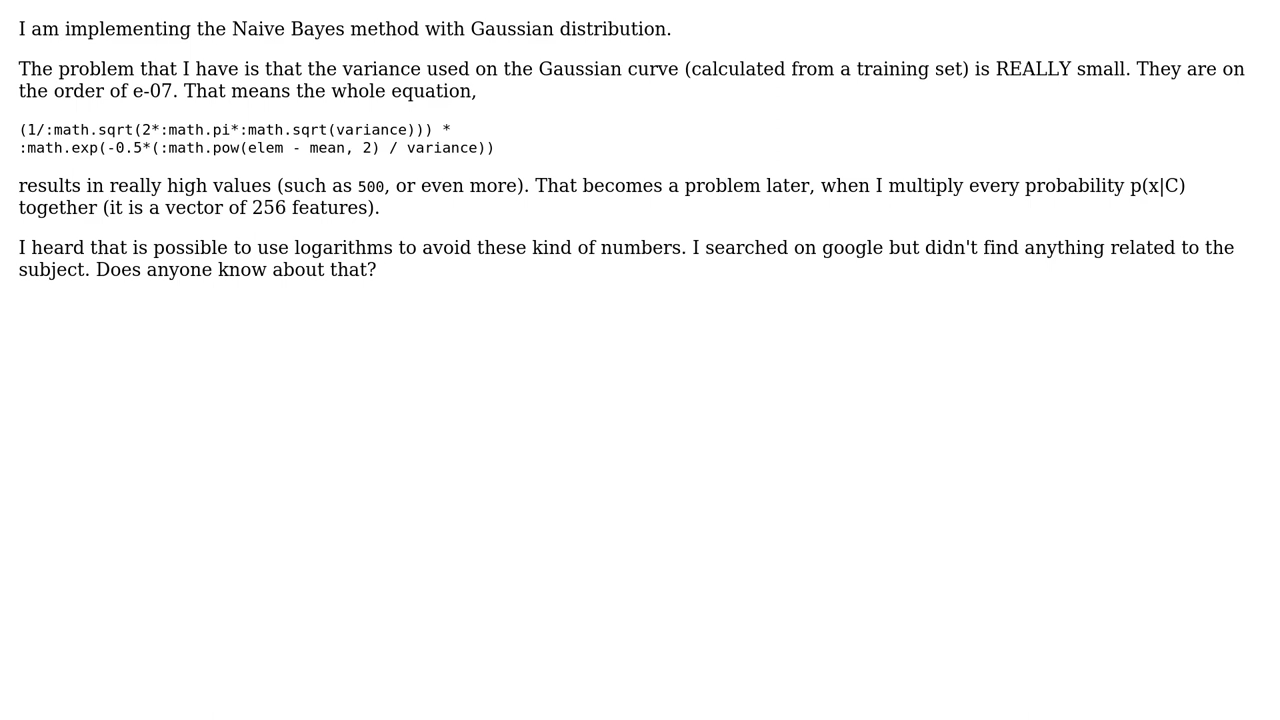 I am implementing the Naive Bayes method with Gaussian distribution.
The problem that I have is that the variance used on the Gaussian curve (calculated from a training set) is REALLY small. They are on
the order of e-07. That means the whole equation,
(1/:math.sqrt(2*:math.pi*:math.sqrt(variance))) *
:math.exp(-0.5*(:math.pow(elem - mean, 2) / variance))
results in really high values (such as 500, or even more). That becomes a problem later, when I multiply every probability p(x|C)
together (it is a vector of 256 features).
I heard that is possible to use logarithms to avoid these kind of numbers. I searched on google but didn't find anything related to the
subject. Does anyone know about that?